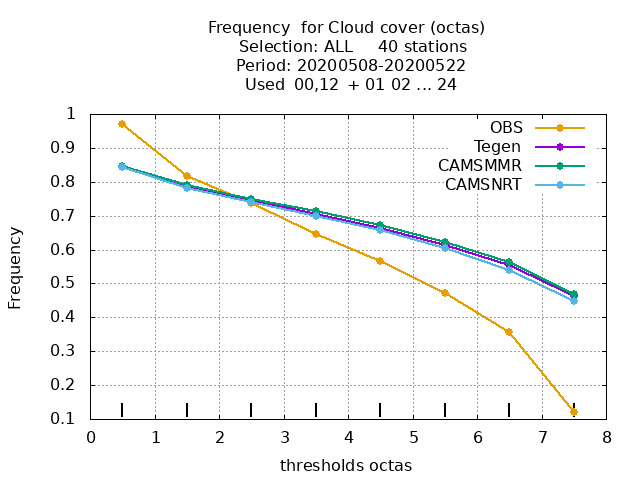 Frequency  for Cloud cover (octas)
Selection: ALL     40 stations
Period: 20200508-20200522
Used  00,12  + 01 02 ... 24
1
0.9
0.8
0.7
0.6
0.5
0.4
0.3
0.2
0.1
Frequency
OBS
Tegen
CAMSMMR
CAMSNRT
0 1 2 3 4 5 6 7 8
thresholds octas